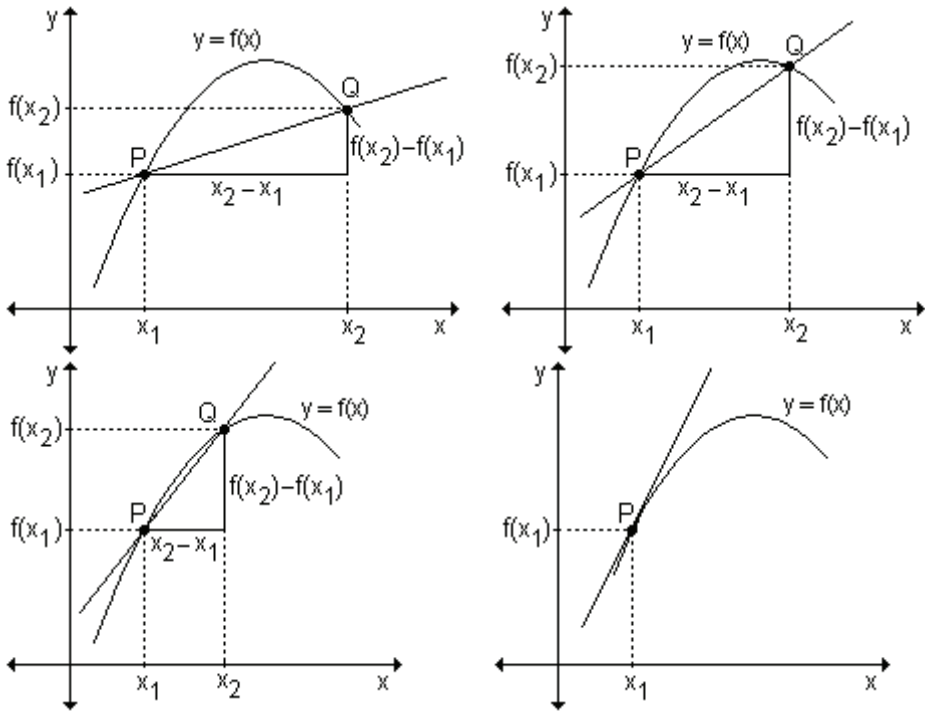 y
y = f(x)
Q
f(x₂)
f(x₂) – f(x₁)
P
f(x₁)
x₂ – x₁
x₁
x₂
x
y
y = f(x)
Q
f(x₂)
f(x₂) – f(x₁)
P
f(x₁)
x₂ – x₁
x₁
x₂
x
y
y = f(x)
Q
f(x₂)
f(x₂) – f(x₁)
P
f(x₁)
x₂ – x₁
x₁
x₂
x
y
y = f(x)
P
f(x₁)
x₁
x